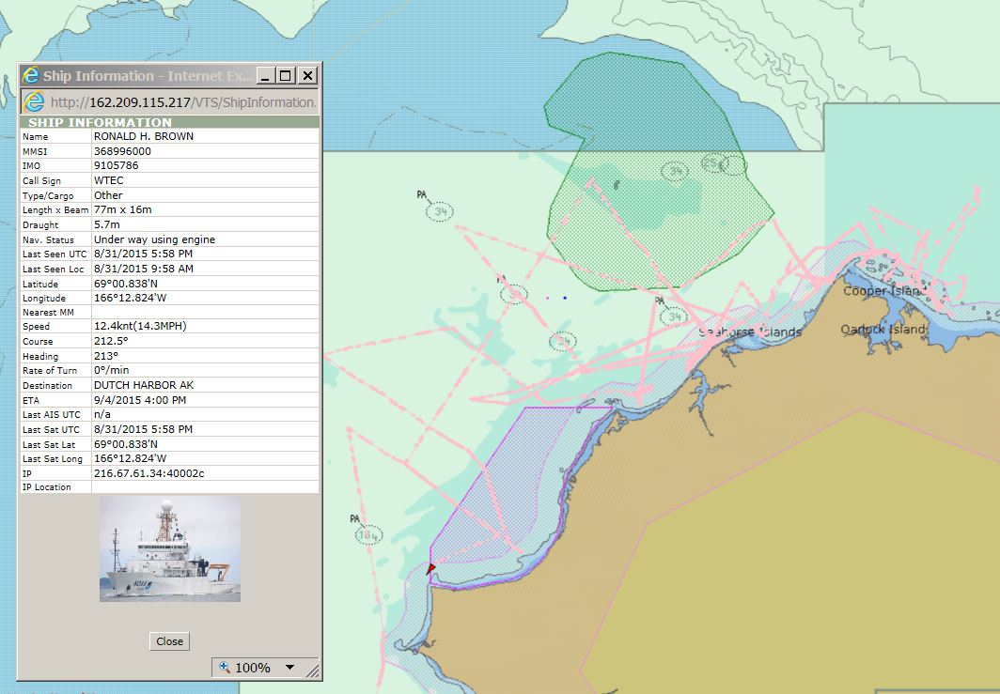 Ship Information - Internet Ex...
http://162.209.115.217/VTS/ShipInformation.
SHIP INFORMATION
Name RONALD H. BROWN
MMSI 368996000
IMO 9105786
Call Sign WTEC
Type/Cargo Other
Length x Beam 77m x 16m
Draught 5.7m
Nav. Status Under way using engine
Last Seen UTC 8/31/2015 5:58 PM
Last Seen Loc 8/31/2015 9:58 AM
Latitude 69°00.838'N
Longitude 166°12.824'W
Nearest MM
Speed 12.4knt(14.3MPH)
Course 212.5°
Heading 213°
Rate of Turn 0°/min
Destination DUTCH HARBOR AK
ETA 9/4/2015 4:00 PM
Last AIS UTC n/a
Last Sat UTC 8/31/2015 5:58 PM
Last Sat Lat 69°00.838'N
Last Sat Long 166°12.824'W
IP 216.67.61.34:40002c
IP Location
NOAA
Close
100%
34
PA
34
PA
34
34
Cooper Island
Seahorse Islands
Oarlock Island
PA